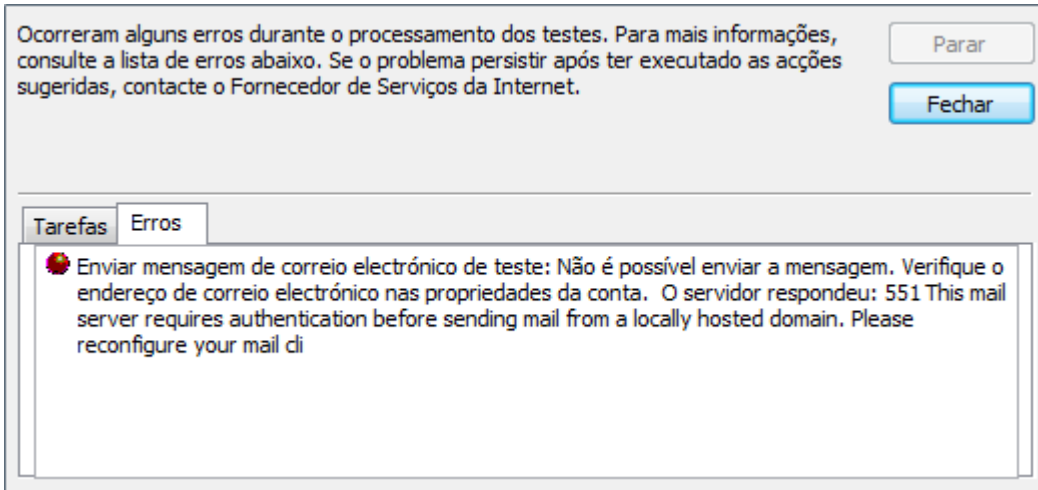 Ocorreram alguns erros durante o processamento dos testes. Para mais informações,
consulte a lista de erros abaixo. Se o problema persistir após ter executado as acções
sugeridas, contacte o Fornecedor de Serviços da Internet.
Parar
Fechar
Tarefas
Erros
Enviar mensagem de correio electrónico de teste: Não é possível enviar a mensagem. Verifique o
endereço de correio electrónico nas propriedades da conta.  O servidor respondeu: 551 This mail
server requires authentication before sending mail from a locally hosted domain. Please
reconfigure your mail cli